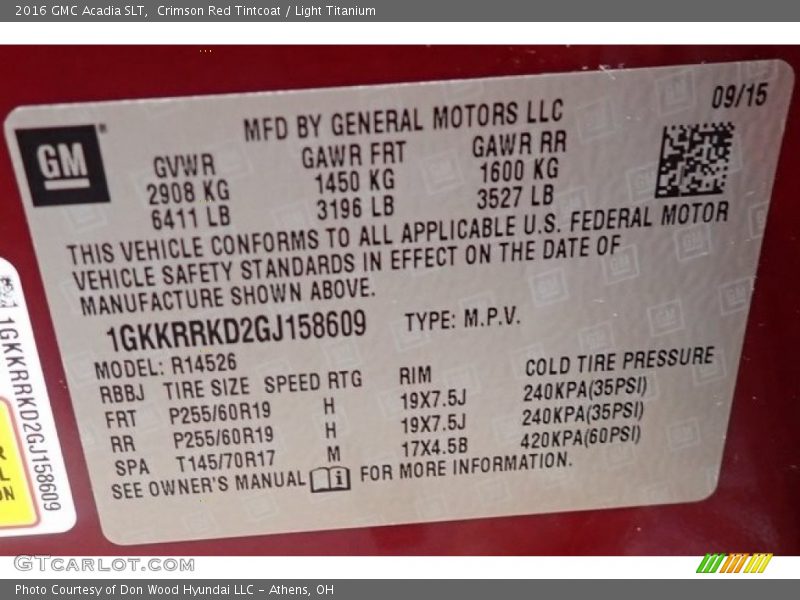 2016 GMC Acadia SLT, Crimson Red Tintcoat / Light Titanium
09/15
MFD BY GENERAL MOTORS LLC
GM
GVWR GAWR FRT GAWR RR
2908 KG 1450 KG 1600 KG
6411 LB 3196 LB 3527 LB
THIS VEHICLE CONFORMS TO ALL APPLICABLE U.S. FEDERAL MOTOR
VEHICLE SAFETY STANDARDS IN EFFECT ON THE DATE OF
MANUFACTURE SHOWN ABOVE.
1GKKRRKD2GJ158609 TYPE: M.P.V.
MODEL: R14526
RBBJ TIRE SIZE SPEED RTG RIM COLD TIRE PRESSURE
FRT P255/60R19 H 19X7.5J 240KPA(35PSI)
RR P255/60R19 H 19X7.5J 240KPA(35PSI)
SPA T145/70R17 M 17X4.5B 420KPA(60PSI)
SEE OWNER'S MANUAL i FOR MORE INFORMATION.
1GKKRRKD2GJ158609
GTCARLOT.COM
Photo Courtesy of Don Wood Hyundai LLC - Athens, OH